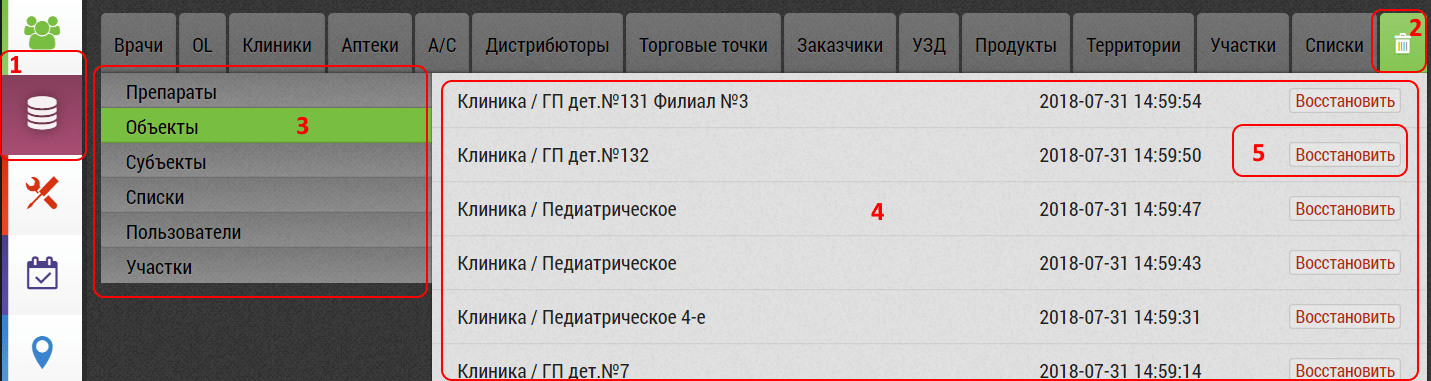 1
2
Врачи OL Клиники Аптеки А/С Дистрибюторы Торговые точки Заказчики УЗД Продукты Территории Участки Списки
Препараты
Объекты 3
Субъекты
Списки
Пользователи
Участки
Клиника / ГП дет.№131 Филиал №3 2018-07-31 14:59:54 Восстановить
Клиника / ГП дет.№132 2018-07-31 14:59:50 5 Восстановить
Клиника / Педиатрическое 4 2018-07-31 14:59:47 Восстановить
Клиника / Педиатрическое 2018-07-31 14:59:43 Восстановить
Клиника / Педиатрическое 4-е 2018-07-31 14:59:31 Восстановить
Клиника / ГП дет.№7 2018-07-31 14:59:14 Восстановить